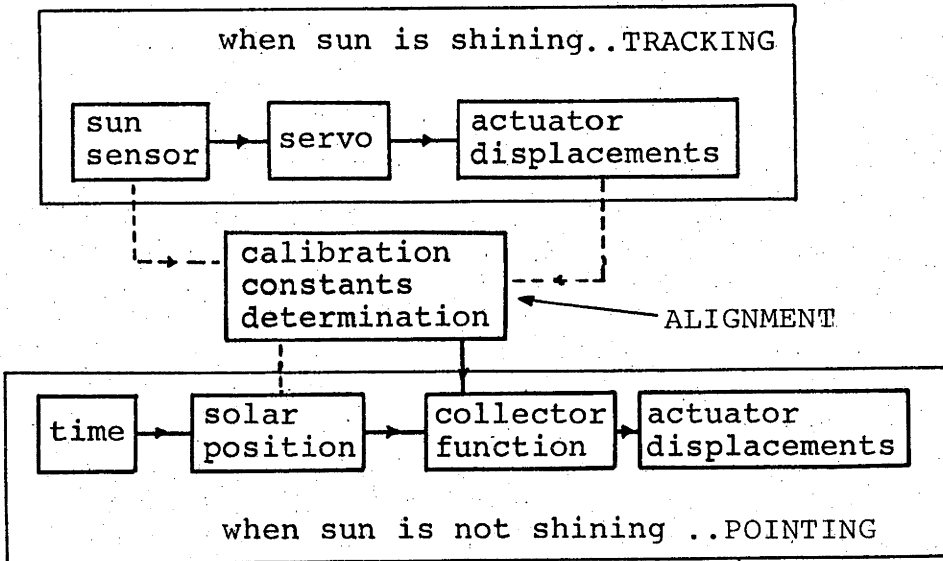 when sun is shining..TRACKING
sun
sensor
servo
actuator
displacements
calibration
constants
determination
ALIGNMENT
time
solar
position
collector
function
actuator
displacements
when sun is not shining ..POINTING